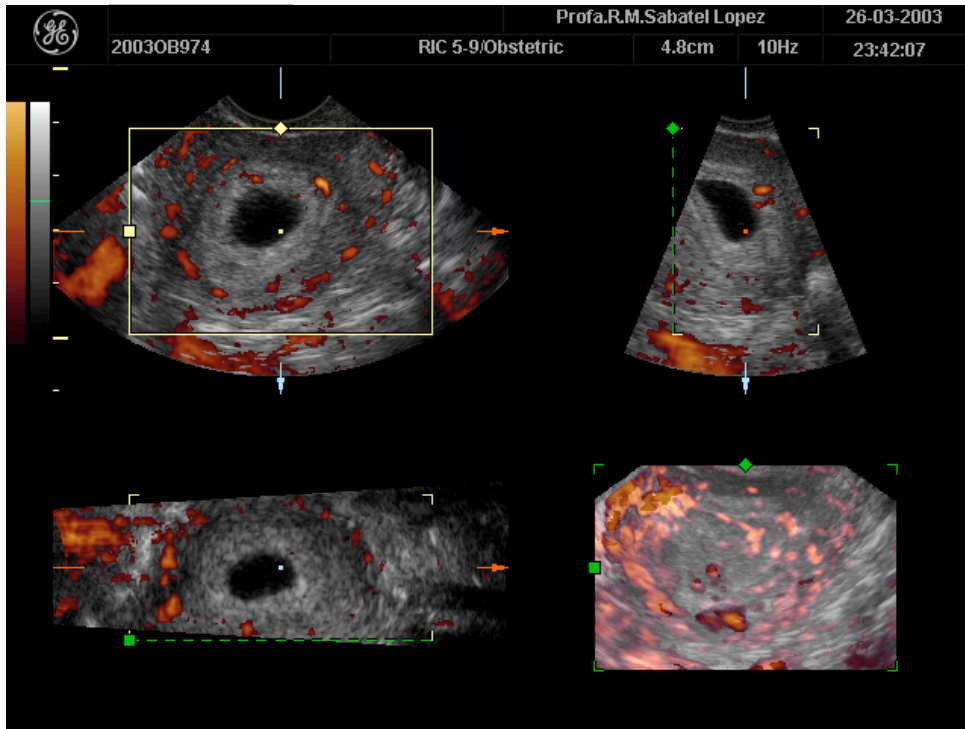 GE
Profa.R.M.Sabatel Lopez 26-03-2003
2003OB974 RIC 5-9/Obstetric 4.8cm 10Hz 23:42:07